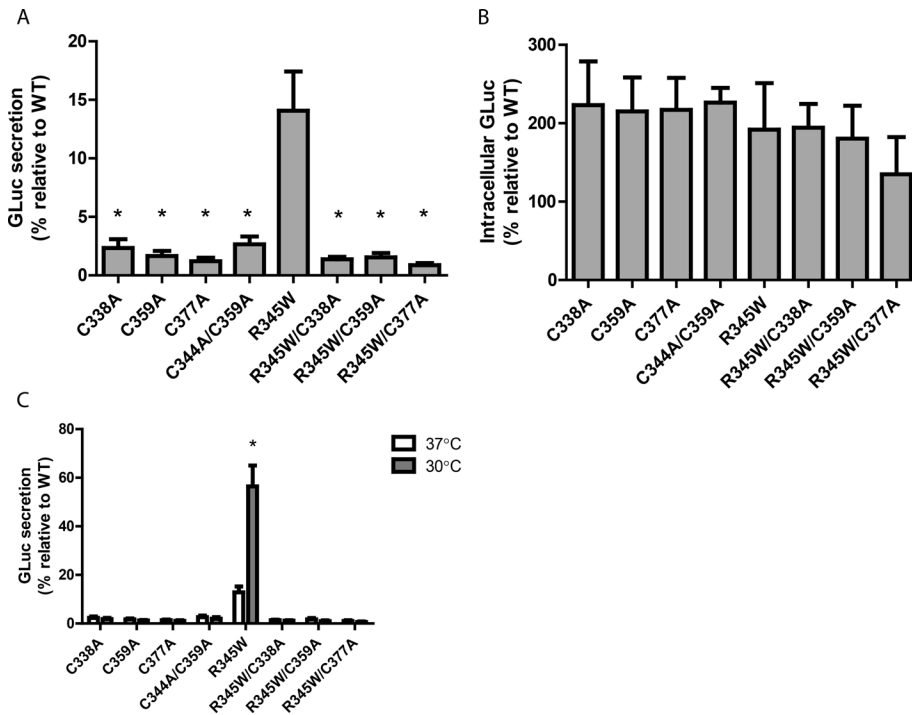 A
GLuc secretion
(% relative to WT)
20
15
10
5
0
*
*
*
*
*
*
*
C338A
C359A
C377A
C344A/C359A
R345W
R345W/C338A
R345W/C359A
R345W/C377A
B
Intracellular GLuc
(% relative to WT)
300
200
100
0
C338A
C359A
C377A
C344A/C359A
R345W
R345W/C338A
R345W/C359A
R345W/C377A
C
GLuc secretion
(% relative to WT)
80
60
40
20
0
*
C338A
C359A
C377A
C344A/C359A
R345W
R345W/C338A
R345W/C359A
R345W/C377A
37°C
30°C